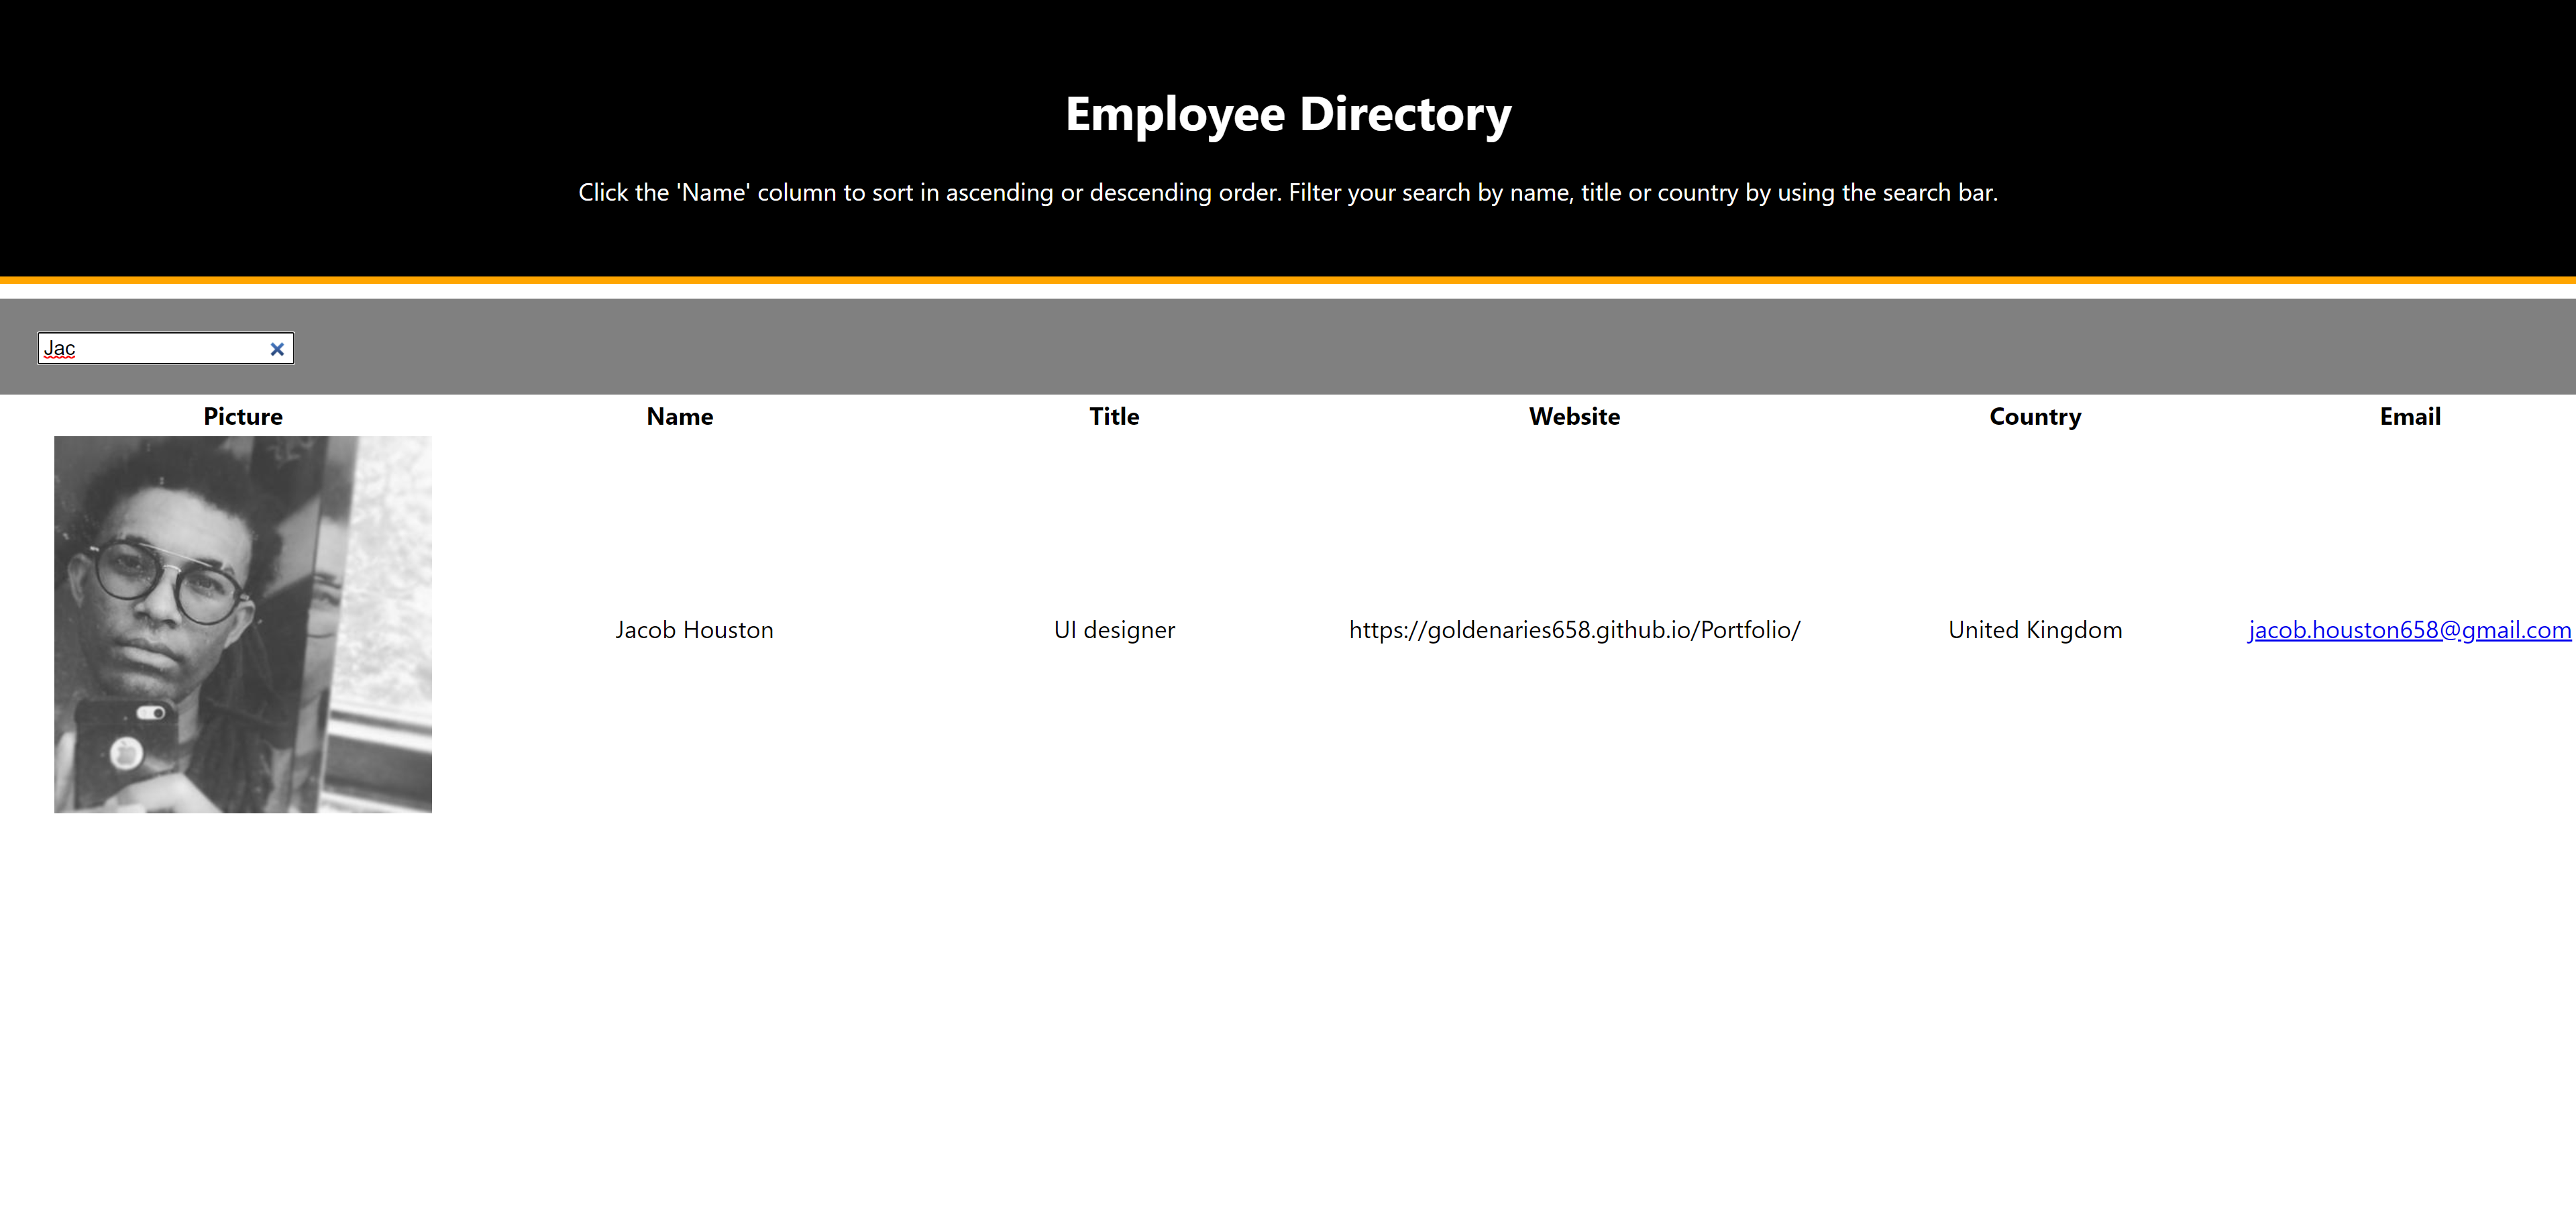 Employee Directory
Click the 'Name' column to sort in ascending or descending order. Filter your search by name, title or country by using the search bar.
Jac
Picture Name Title Website Country Email
Jacob Houston UI designer https://goldenaries658.github.io/Portfolio/ United Kingdom jacob.houston658@gmail.com